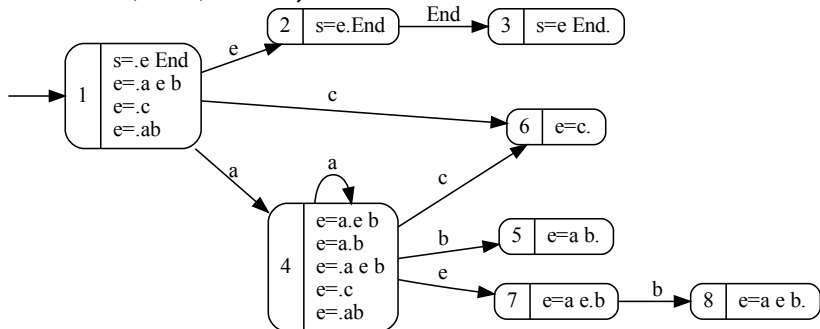 2 s=e.End
End
3 s=e End.
e
1
s=.e End
e=.a e b
e=.c
e=.ab
c
6 e=c.
a
a
c
4
e=a.e b
e=a.b
e=.a e b
e=.c
e=.ab
b
5 e=a b.
e
7 e=a e.b
b
8 e=a e b.